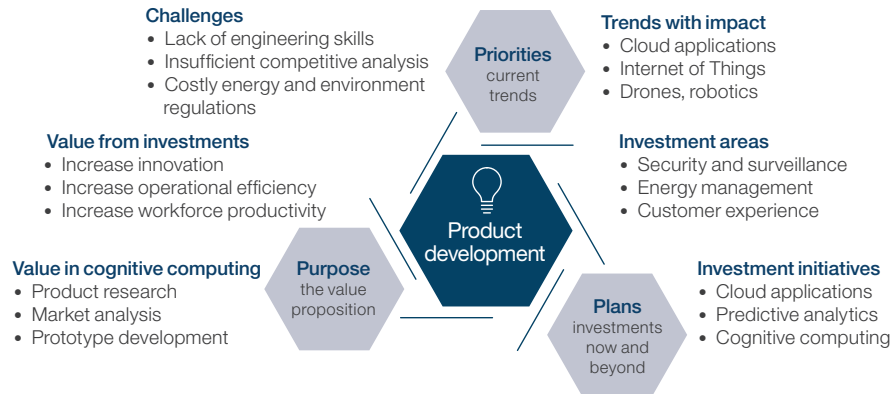 Challenges
• Lack of engineering skills
• Insufficient competitive analysis
• Costly energy and environment
regulations
Priorities
current
trends
Trends with impact
• Cloud applications
• Internet of Things
• Drones, robotics
Value from investments
• Increase innovation
• Increase operational efficiency
• Increase workforce productivity
Product
development
Investment areas
• Security and surveillance
• Energy management
• Customer experience
Value in cognitive computing
• Product research
• Market analysis
• Prototype development
Purpose
the value
proposition
Plans
investments
now and
beyond
Investment initiatives
• Cloud applications
• Predictive analytics
• Cognitive computing